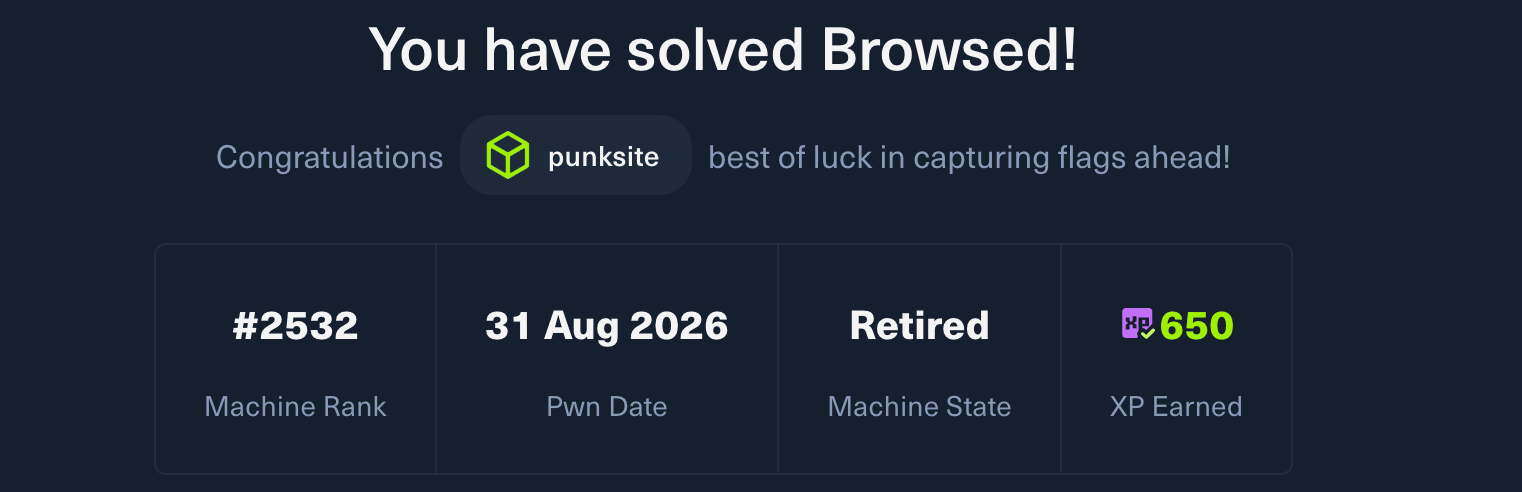 You have solved Browsed!
Congratulations punksite best of luck in capturing flags ahead!
#2532 31 Aug 2026 Retired XP 650
Machine Rank Pwn Date Machine State XP Earned